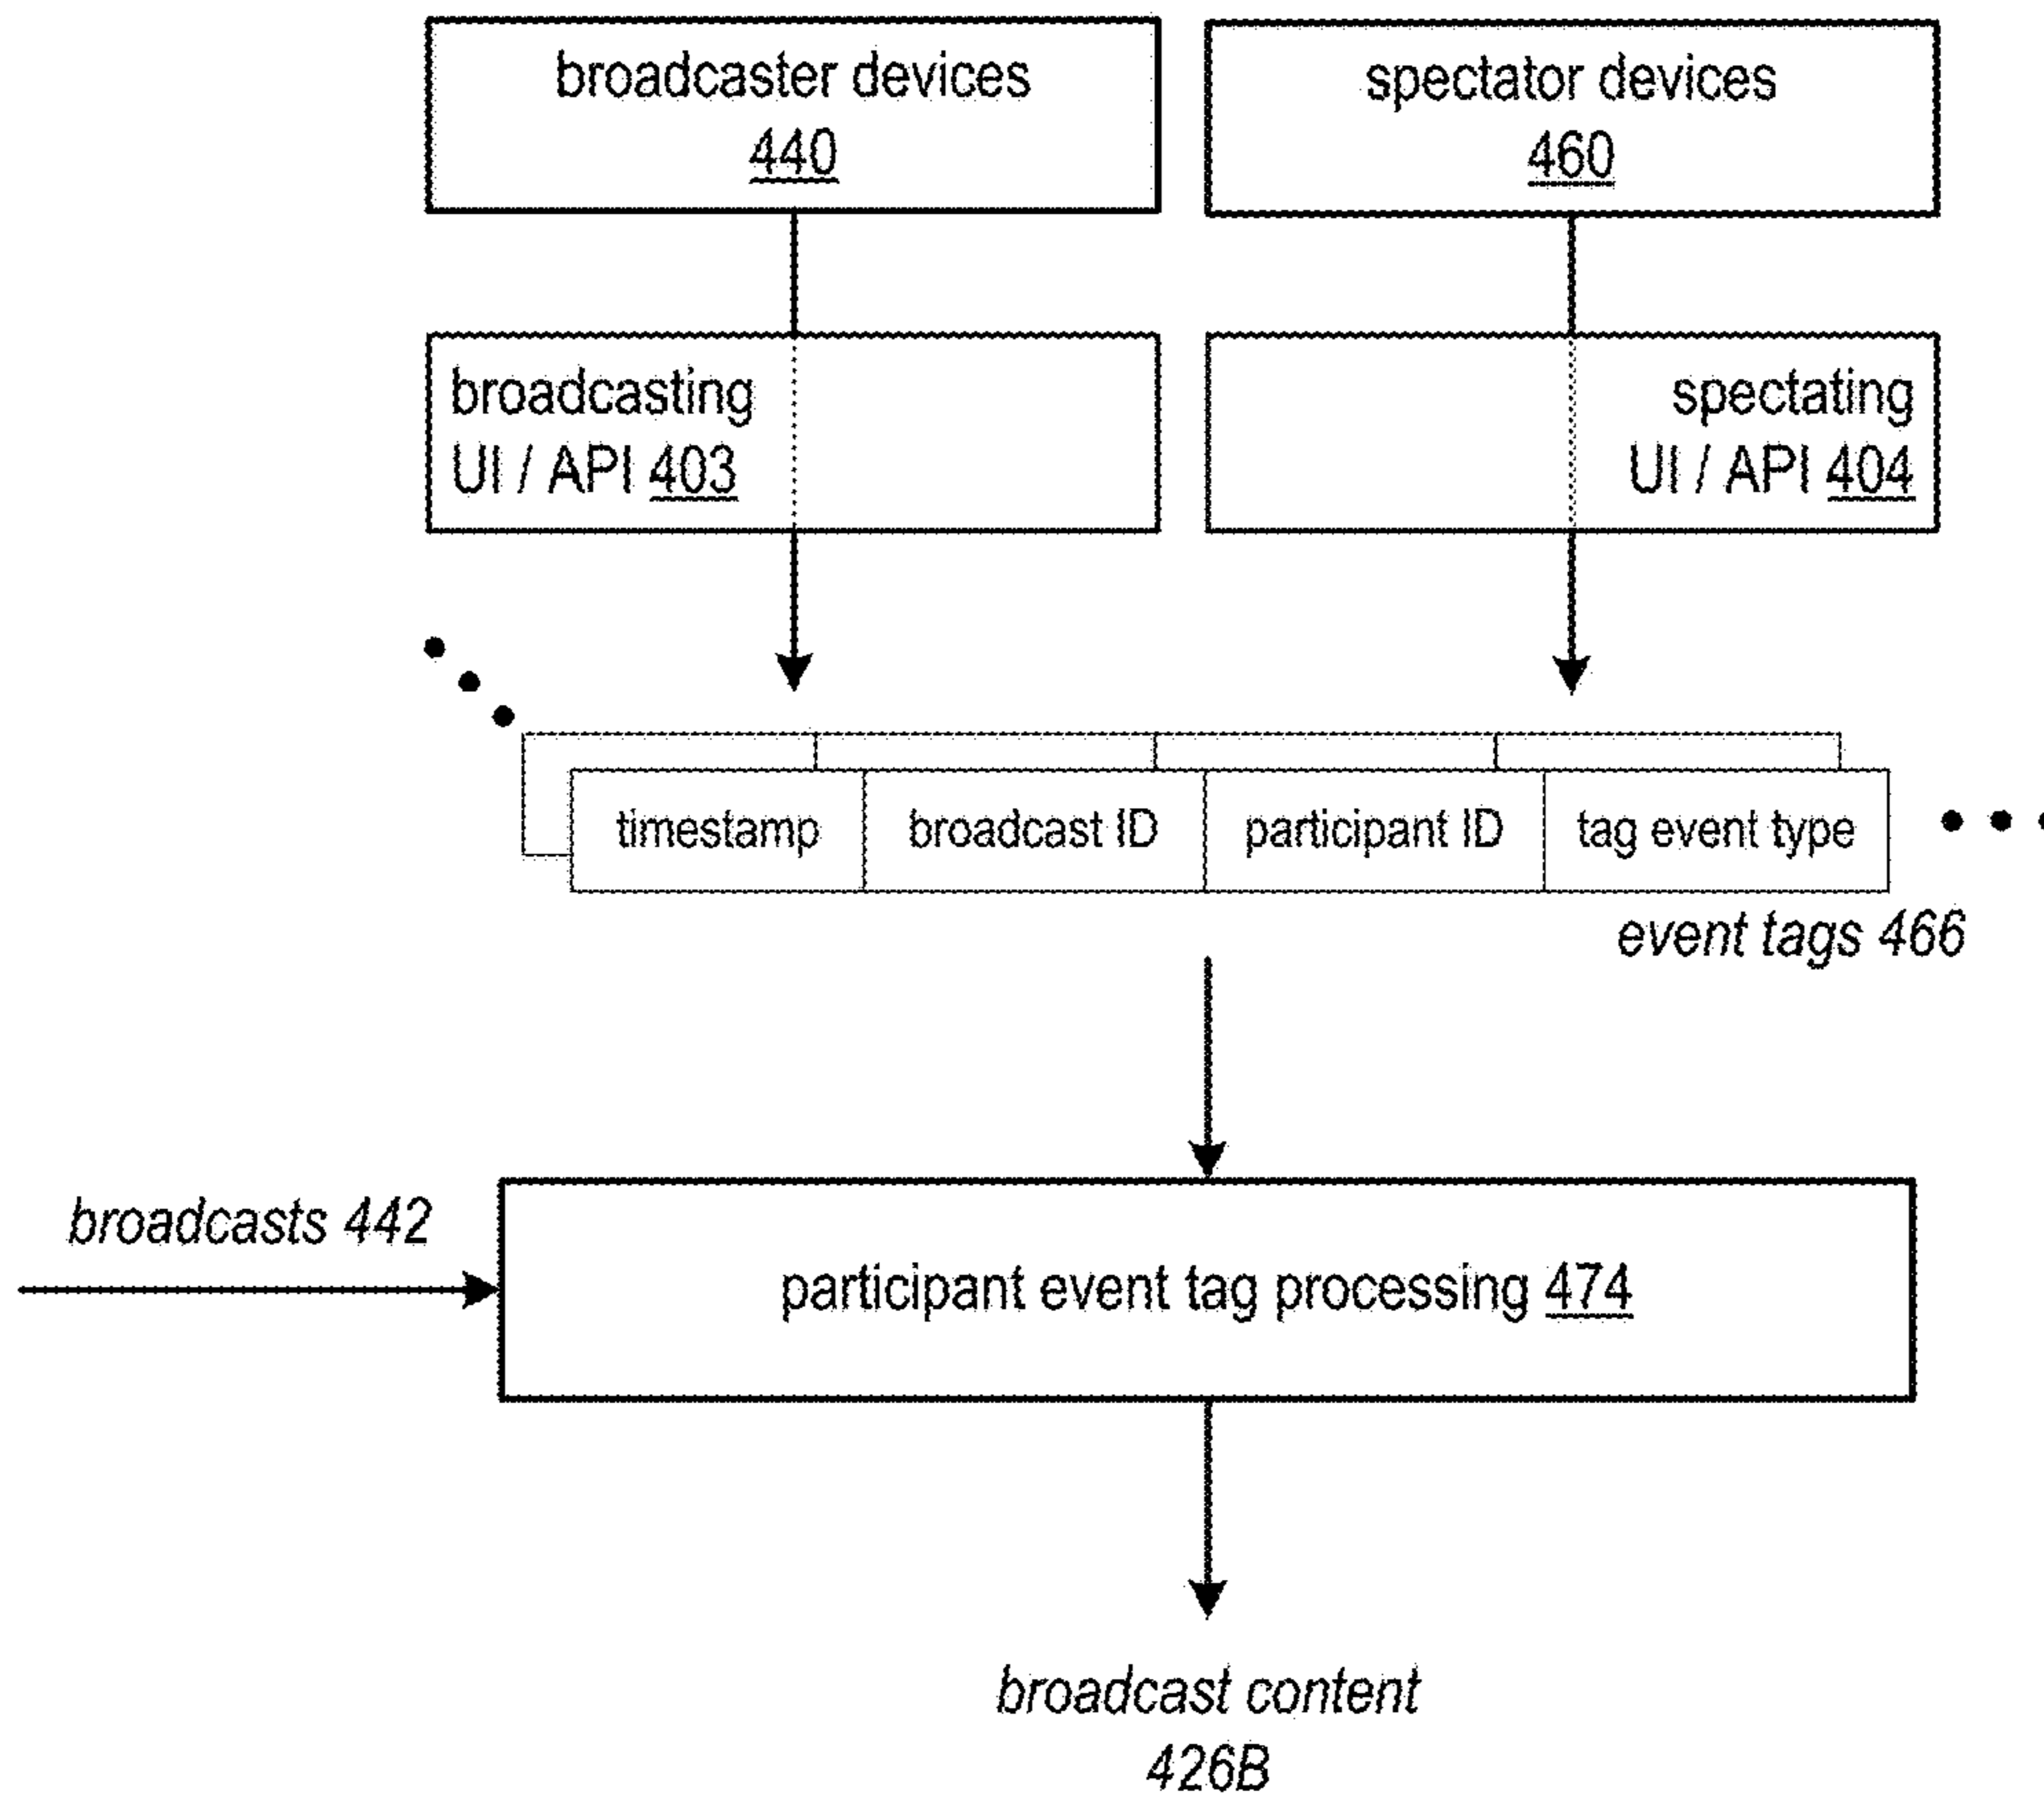 broadcaster devices
440
spectator devices
460
broadcasting
UI / API 403
spectating
UI / API 404
timestamp
broadcast ID
participant ID
tag event type
event tags 466
broadcasts 442
participant event tag processing 474
broadcast content
426B